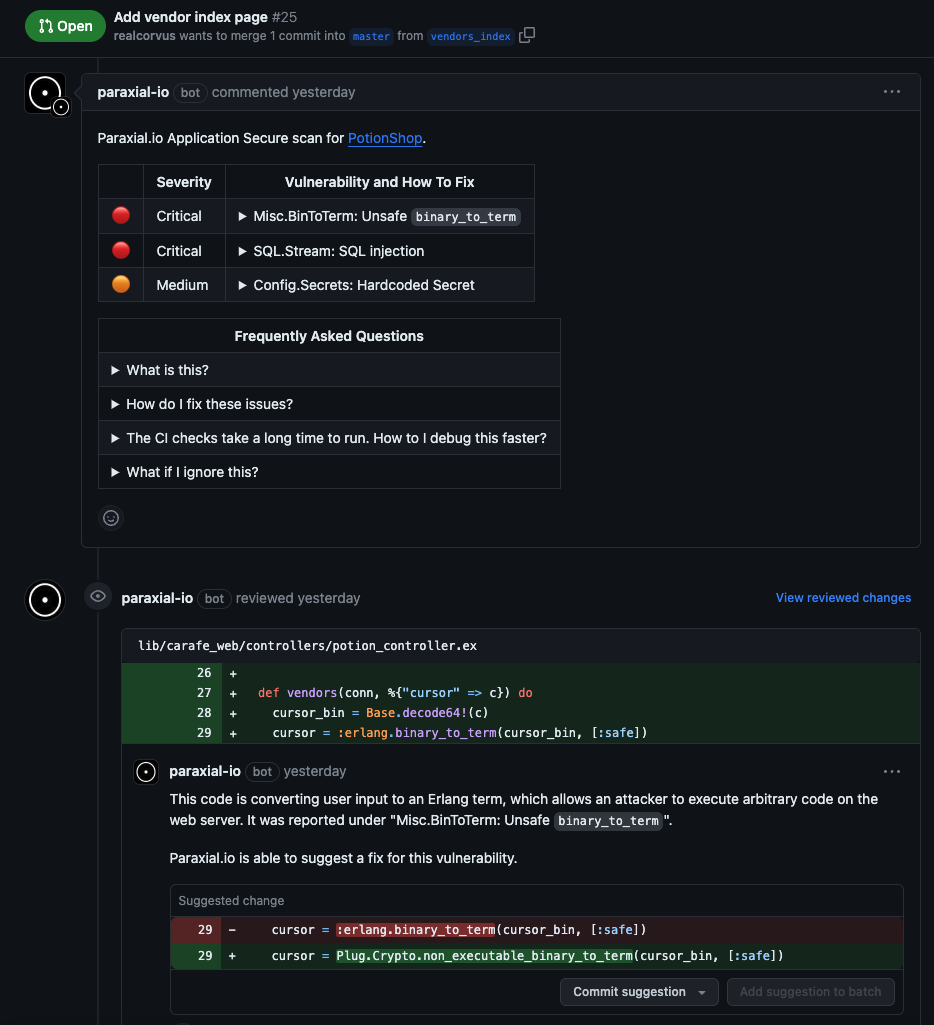 Open
Add vendor index page #25
realcorvus wants to merge 1 commit into master from vendors_index
paraxial-io bot commented yesterday
Paraxial.io Application Secure scan for PotionShop.
Severity Vulnerability and How To Fix
Critical Misc.BinToTerm: Unsafe binary_to_term
Critical SQL.Stream: SQL injection
Medium Config.Secrets: Hardcoded Secret
Frequently Asked Questions
What is this?
How do I fix these issues?
The CI checks take a long time to run. How to I debug this faster?
What if I ignore this?
paraxial-io bot reviewed yesterday
View reviewed changes
lib/carafe_web/controllers/potion_controller.ex
26 +
27 + def vendors(conn, %{"cursor" => c}) do
28 + cursor_bin = Base.decode64!(c)
29 + cursor = :erlang.binary_to_term(cursor_bin, [:safe])
paraxial-io bot yesterday
This code is converting user input to an Erlang term, which allows an attacker to execute arbitrary code on the
web server. It was reported under "Misc.BinToTerm: Unsafe binary_to_term".
Paraxial.io is able to suggest a fix for this vulnerability.
Suggested change
29 - cursor = :erlang.binary_to_term(cursor_bin, [:safe])
29 + cursor = Plug.Crypto.non_executable_binary_to_term(cursor_bin, [:safe])
Commit suggestion
Add suggestion to batch